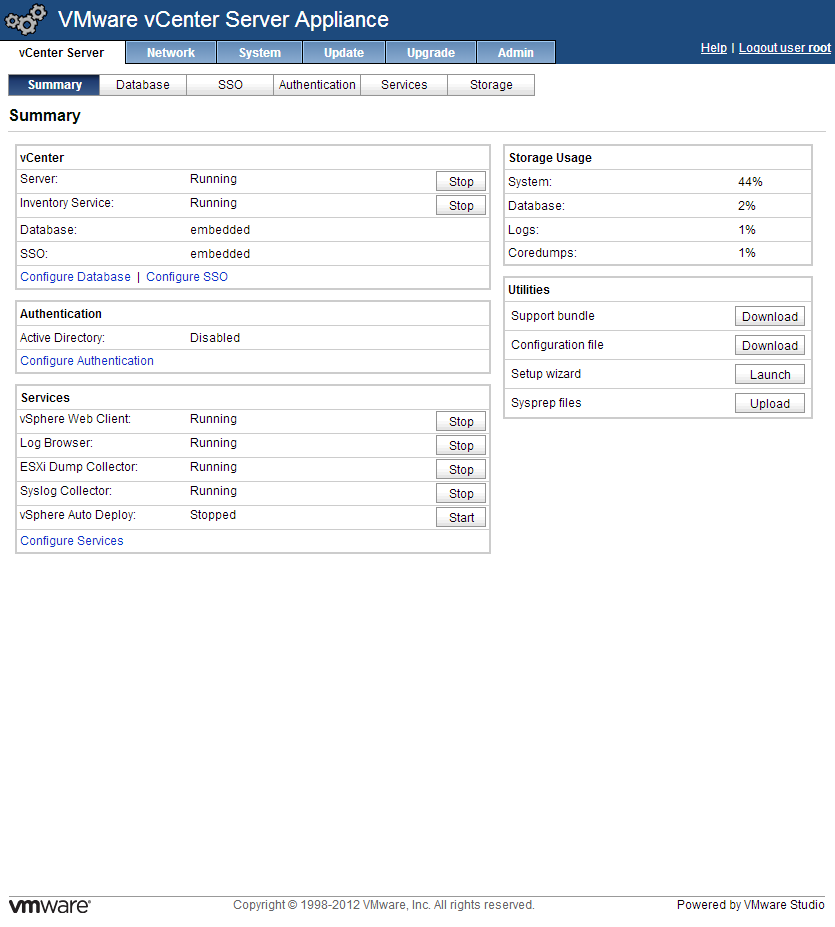 VMware vCenter Server Appliance
vCenter Server Network System Update Upgrade Admin Help | Logout user root
Summary Database SSO Authentication Services Storage
Summary
vCenter
Server: Running Stop
Inventory Service: Running Stop
Database: embedded
SSO: embedded
Configure Database | Configure SSO
Authentication
Active Directory: Disabled
Configure Authentication
Services
vSphere Web Client: Running Stop
Log Browser: Running Stop
ESXi Dump Collector: Running Stop
Syslog Collector: Running Stop
vSphere Auto Deploy: Stopped Start
Configure Services
Storage Usage
System: 44%
Database: 2%
Logs: 1%
Coredumps: 1%
Utilities
Support bundle Download
Configuration file Download
Setup wizard Launch
Sysprep files Upload
vmware Copyright © 1998-2012 VMware, Inc. All rights reserved. Powered by VMware Studio